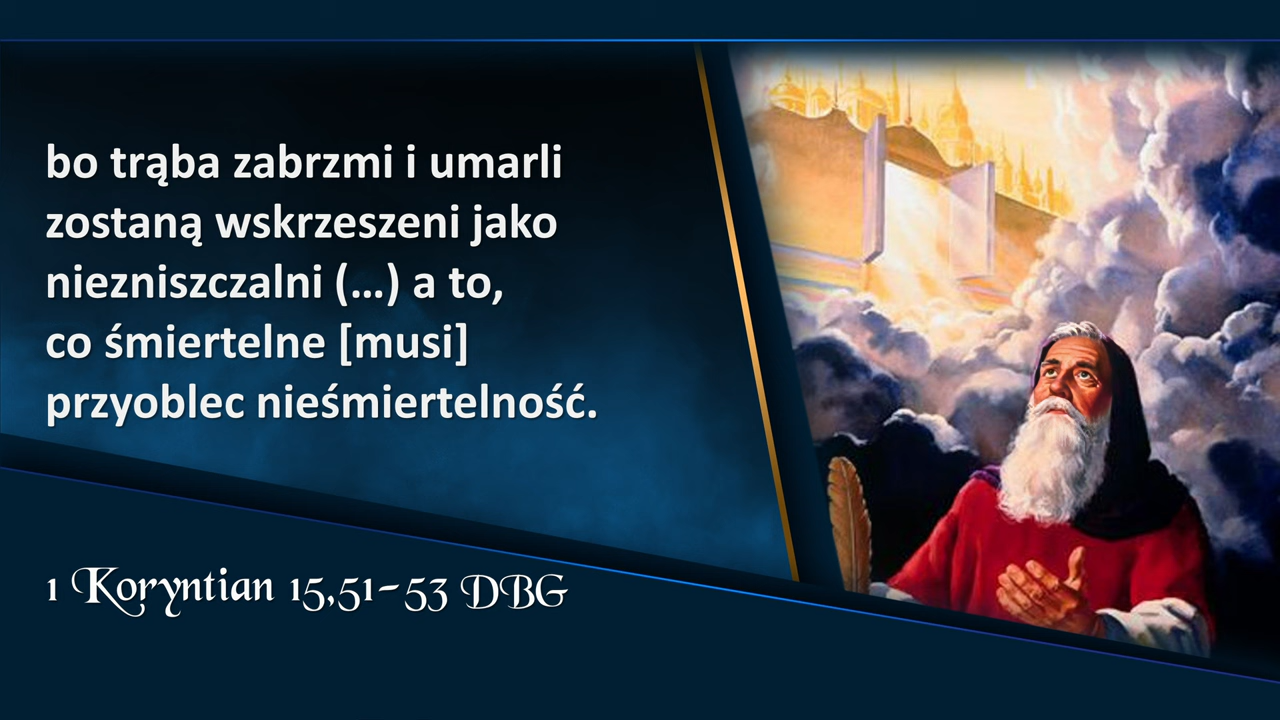 bo trąba zabrzmi i umarli
zostaną wskrzeszeni jako
niezniszczalni (...) a to,
co śmiertelne [musi]
przyoblec nieśmiertelność.
1 Koryntian 15,51-53 DBG